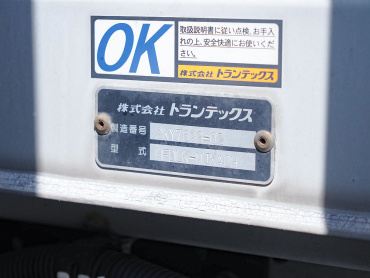 OK
取扱説明書に従い点検、お手入
れの上、安全快適にお使いくだ
さい。
株式会社 トランテックス
株式会社 トランテックス
製造番号
型式